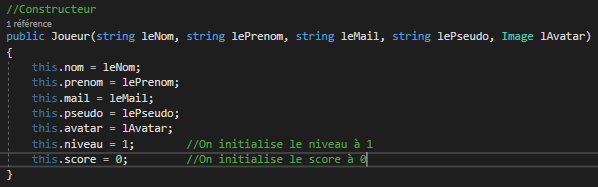 //Constructeur
1 référence
public Joueur(string leNom, string lePrenom, string leMail, string lePseudo, Image lAvatar)
{
    this.nom = leNom;
    this.prenom = lePrenom;
    this.mail = leMail;
    this.pseudo = lePseudo;
    this.avatar = lAvatar;
    this.niveau = 1;        //On initialise le niveau à 1
    this.score = 0;         //On initialise le score à 0
}